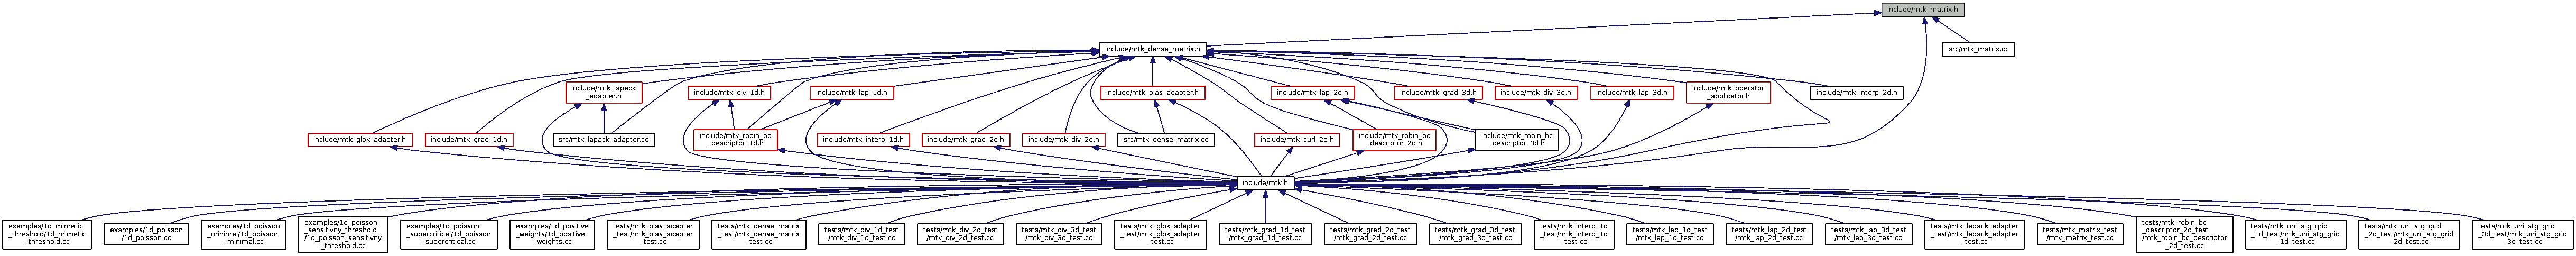 include/mtk_matrix.h
include/mtk_dense_matrix.h
src/mtk_matrix.cc
include/mtk_lapack
_adapter.h
include/mtk_div_1d.h
include/mtk_lap_1d.h
include/mtk_blas_adapter.h
include/mtk_lap_2d.h
include/mtk_grad_3d.h
include/mtk_div_3d.h
include/mtk_lap_3d.h
include/mtk_operator
_applicator.h
include/mtk_interp_2d.h
include/mtk_glpk_adapter.h
include/mtk_grad_1d.h
src/mtk_lapack_adapter.cc
include/mtk_robin_bc
_descriptor_1d.h
include/mtk_interp_1d.h
include/mtk_grad_2d.h
include/mtk_div_2d.h
src/mtk_dense_matrix.cc
include/mtk_curl_2d.h
include/mtk_robin_bc
_descriptor_2d.h
include/mtk_robin_bc
_descriptor_3d.h
include/mtk.h
examples/1d_mimetic
_threshold/1d_mimetic
_threshold.cc
examples/1d_poisson
/1d_poisson.cc
examples/1d_poisson
_minimal/1d_poisson
_minimal.cc
examples/1d_poisson
_sensitivity_threshold
/1d_poisson_sensitivity
_threshold.cc
examples/1d_poisson
_supercritical/1d_poisson
_supercritical.cc
examples/1d_positive
_weights/1d_positive
_weights.cc
tests/mtk_blas_adapter
_test/mtk_blas_adapter
_test.cc
tests/mtk_dense_matrix
_test/mtk_dense_matrix
_test.cc
tests/mtk_div_1d_test
/mtk_div_1d_test.cc
tests/mtk_div_2d_test
/mtk_div_2d_test.cc
tests/mtk_div_3d_test
/mtk_div_3d_test.cc
tests/mtk_glpk_adapter
_test/mtk_glpk_adapter
_test.cc
tests/mtk_grad_1d_test
/mtk_grad_1d_test.cc
tests/mtk_grad_2d_test
/mtk_grad_2d_test.cc
tests/mtk_grad_3d_test
/mtk_grad_3d_test.cc
tests/mtk_interp_1d
_test/mtk_interp_1d
_test.cc
tests/mtk_lap_1d_test
/mtk_lap_1d_test.cc
tests/mtk_lap_2d_test
/mtk_lap_2d_test.cc
tests/mtk_lap_3d_test
/mtk_lap_3d_test.cc
tests/mtk_lapack_adapter
_test/mtk_lapack_adapter
_test.cc
tests/mtk_matrix_test
/mtk_matrix_test.cc
tests/mtk_robin_bc
_descriptor_2d_test
/mtk_robin_bc_descriptor
_2d_test.cc
tests/mtk_uni_stg_grid
_1d_test/mtk_uni_stg_grid
_1d_test.cc
tests/mtk_uni_stg_grid
_2d_test/mtk_uni_stg_grid
_2d_test.cc
tests/mtk_uni_stg_grid
_3d_test/mtk_uni_stg_grid
_3d_test.cc